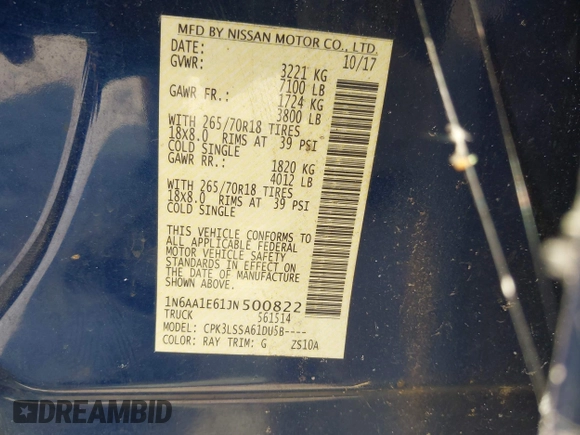 MFD BY NISSAN MOTOR CO., LTD.
DATE: 10/17
GVWR: 3221 KG
7100 LB
GAWR FR.: 1724 KG
3800 LB
WITH 265/70R18 TIRES
18X8.0 RIMS AT 39 PSI
COLD SINGLE
GAWR RR.: 1820 KG
4012 LB
WITH 265/70R18 TIRES
18X8.0 RIMS AT 39 PSI
COLD SINGLE
THIS VEHICLE CONFORMS TO
ALL APPLICABLE FEDERAL
MOTOR VEHICLE SAFETY
STANDARDS IN EFFECT ON
THE DATE OF MANUFACTURE
SHOWN ABOVE.
1N6AA1E61JN500822
TRUCK 561514
MODEL: CPK3LSSA61DU5B----
COLOR: RAY TRIM: G ZS10A
DREAMBID